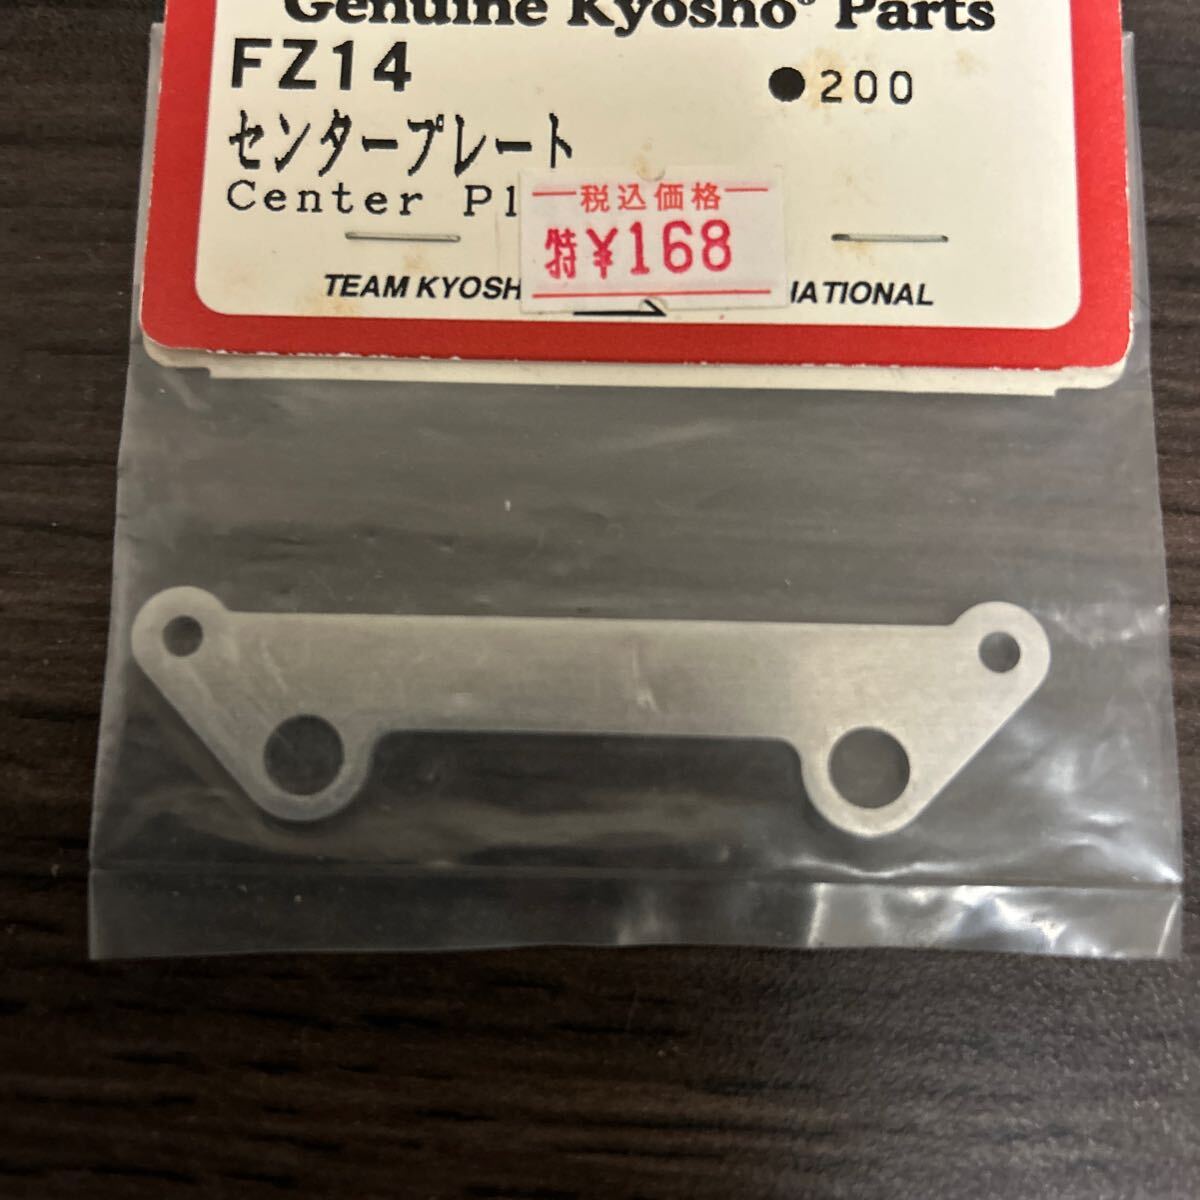 Genuine Kyosho® Parts
FZ14
●200
センタープレート
Center Pl
税込価格
特¥168
TEAM KYOSH
NATIONAL